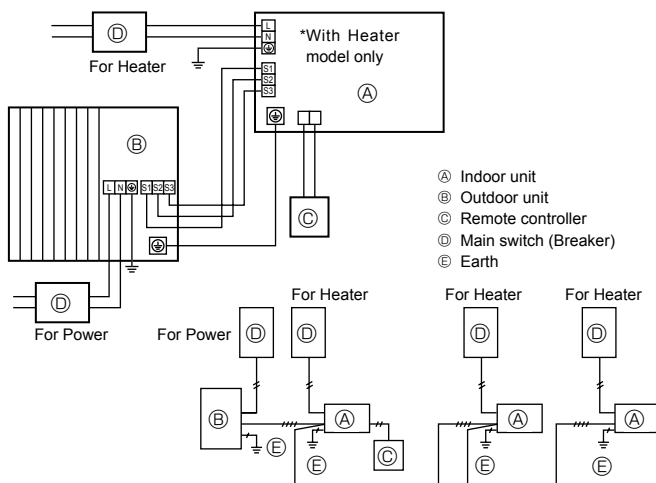 Ⓓ
For Heater
L
N
S1
S2
S3
*With Heater
model only
Ⓐ
Ⓑ
L N S1 S2 S3
Ⓒ
Ⓓ
For Power
Ⓐ Indoor unit
Ⓑ Outdoor unit
Ⓒ Remote controller
Ⓓ Main switch (Breaker)
Ⓔ Earth
For Heater For Heater For Heater
For Power Ⓓ Ⓓ Ⓓ Ⓓ
Ⓑ Ⓐ Ⓐ Ⓐ
Ⓔ Ⓔ Ⓒ Ⓔ Ⓔ